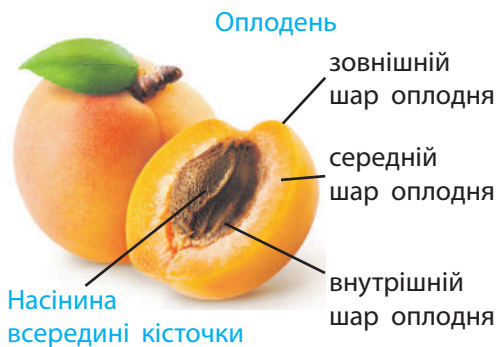 Оплодень
зовнішній
шар оплодня
середній
шар оплодня
внутрішній
шар оплодня
Насінина
всередині кісточки